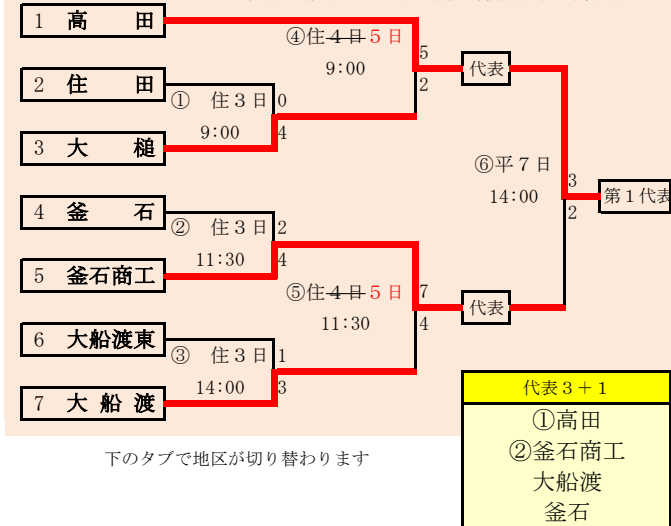 1 高 田
④住４日５日
9:00
5
2
代表
2 住 田
① 住３日
9:00
0
4
3 大 槌
⑥平７日
14:00
3
2
第１代表
4 釜 石
② 住３日
11:30
2
4
5 釜石商工
⑤住４日５日
11:30
7
4
代表
6 大船渡東
③ 住３日
14:00
1
3
7 大 船 渡
代表３＋１
①高田
②釜石商工
大船渡
釜石
下のタブで地区が切り替わります